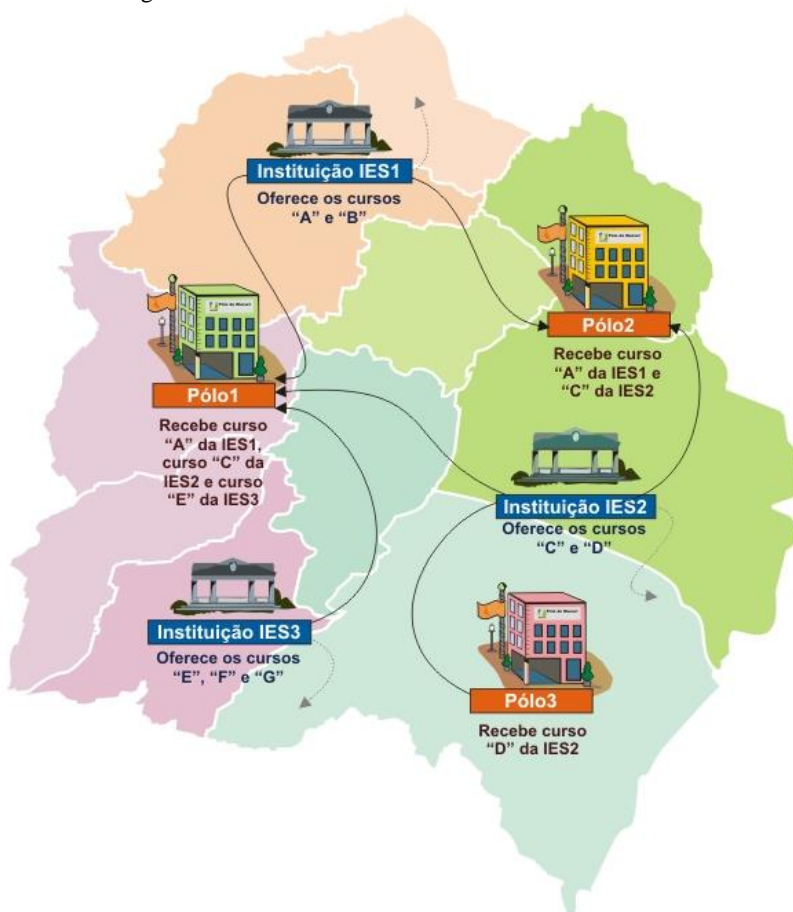 Instituição IES1
Oferece os cursos
“A” e “B”
Pólo2
Recebe curso
“A” da IES1 e
“C” da IES2
Pólo1
Recebe curso
“A” da IES1,
curso “C” da
IES2 e curso
“E” da IES3
Instituição IES2
Oferece os cursos
“C” e “D”
Instituição IES3
Oferece os cursos
“E”, “F” e “G”
Pólo3
Recebe curso
“D” da IES2